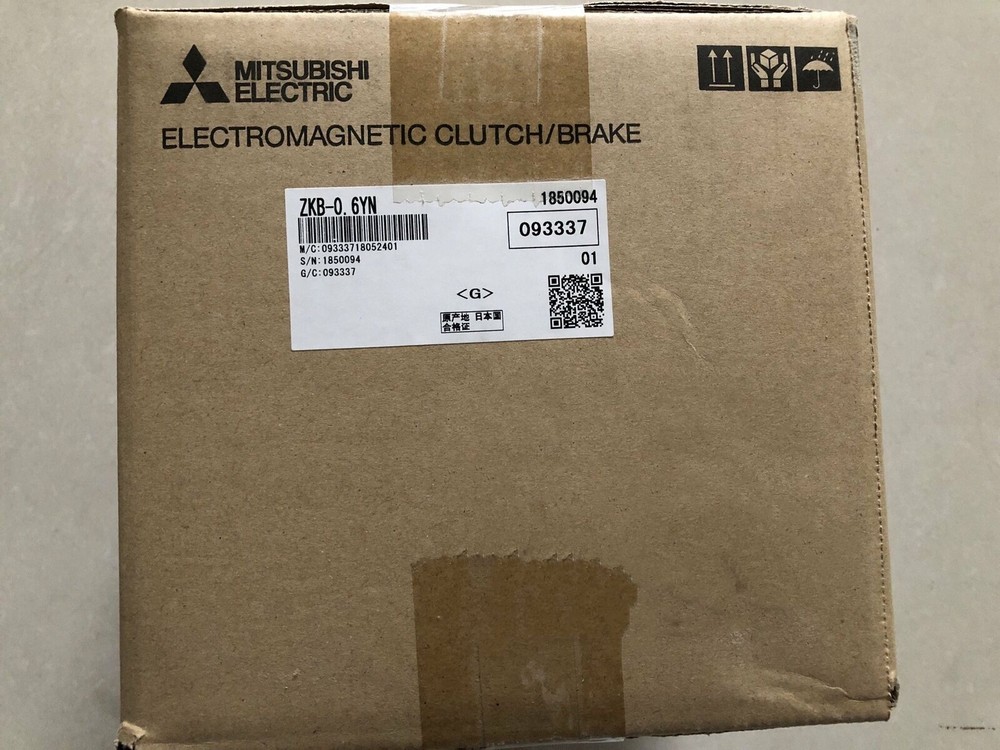 MITSUBISHI
ELECTRIC
ELECTROMAGNETIC CLUTCH/BRAKE
ZKB-0.6YN
1850094
093337
M/C:09333718052401
S/N:1850094
01
G/C:093337
<G>
原产地 日本国
合格证